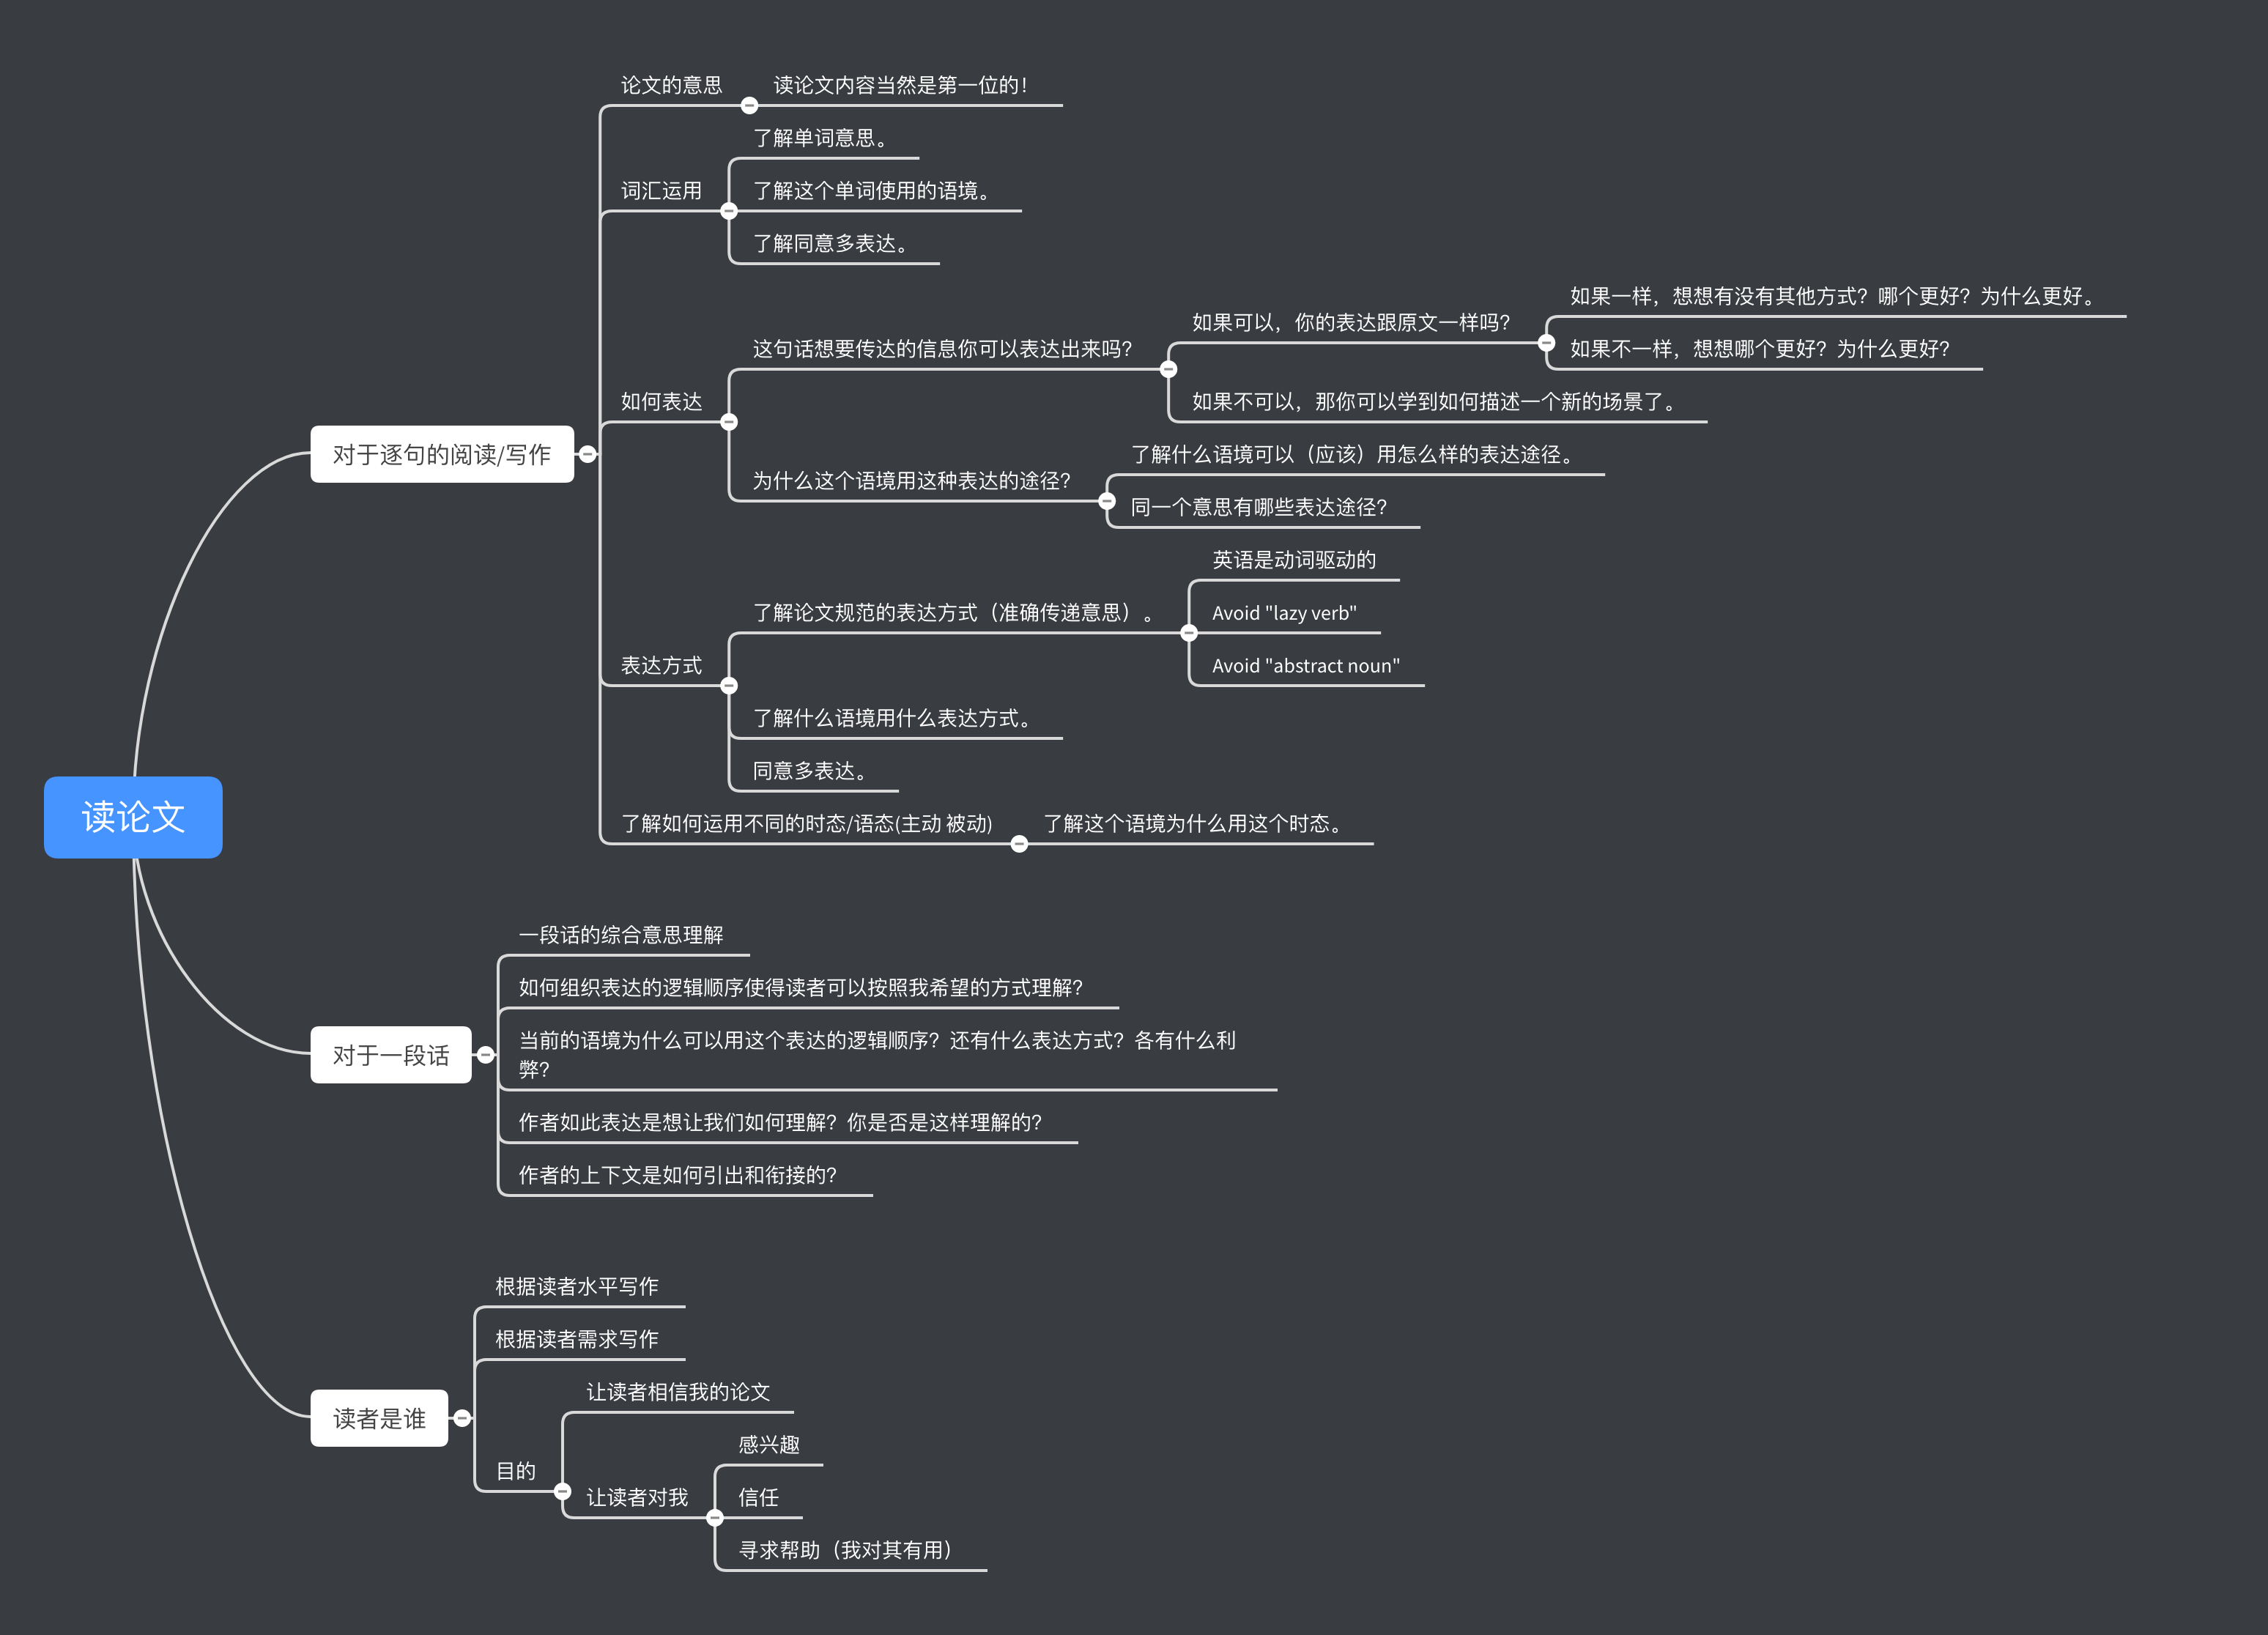 读论文
对于逐句的阅读/写作
论文的意思
读论文内容当然是第一位的！
词汇运用
了解单词意思。
了解这个单词使用的语境。
了解同意多表达。
如何表达
这句话想要传达的信息你可以表达出来吗？
如果可以，你的表达跟原文一样吗？
如果一样，想想有没有其他方式？哪个更好？为什么更好。
如果不一样，想想哪个更好？为什么更好？
如果不可以，那你可以学到如何描述一个新的场景了。
为什么这个语境用这种表达的途径？
了解什么语境可以（应该）用怎么样的表达途径。
同一个意思有哪些表达途径？
表达方式
了解论文规范的表达方式（准确传递意思）。
英语是动词驱动的
Avoid "lazy verb"
Avoid "abstract noun"
了解什么语境用什么表达方式。
同意多表达。
了解如何运用不同的时态/语态(主动 被动)
了解这个语境为什么用这个时态。
对于一段话
一段话的综合意思理解
如何组织表达的逻辑顺序使得读者可以按照我希望的方式理解？
当前的语境为什么可以用这个表达的逻辑顺序？还有什么表达方式？各有什么利
弊？
作者如此表达是想让我们如何理解？你是否是这样理解的？
作者的上下文是如何引出和衔接的？
读者是谁
根据读者水平写作
根据读者需求写作
目的
让读者相信我的论文
让读者对我
感兴趣
信任
寻求帮助（我对其有用）